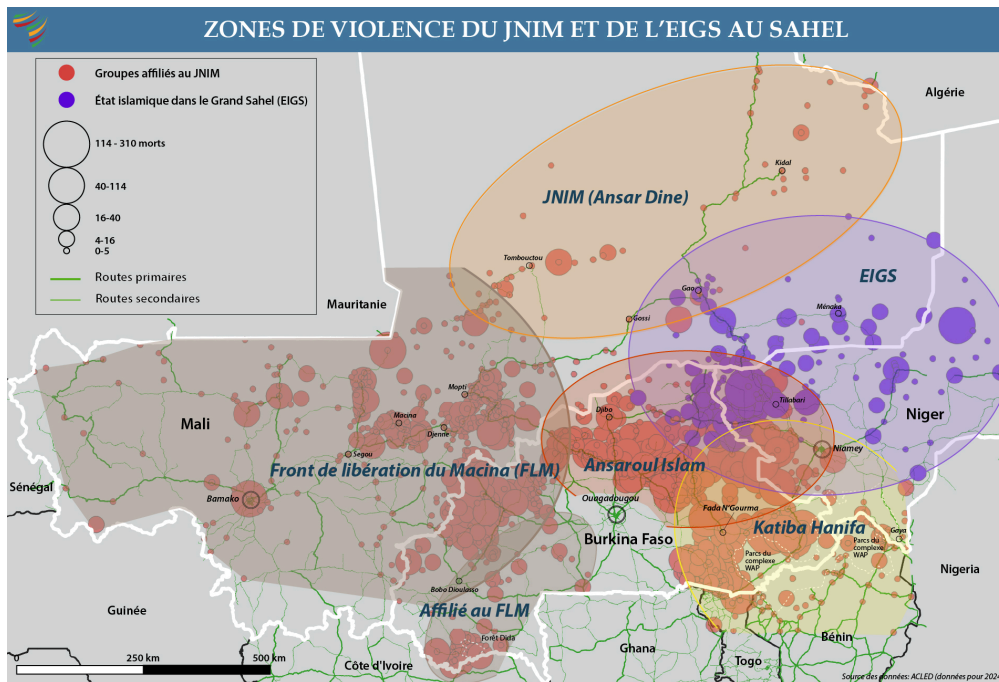 ZONES DE VIOLENCE DU JNIM ET DE L'EIGS AU SAHEL
Groupes affiliés au JNIM
État islamique dans le Grand Sahel (EIGS)
114 - 310 morts
40-114
16-40
4-16
0-5
Routes primaires
Routes secondaires
Algérie
Kidal
JNIM (Ansar Dine)
Tombouctou
EIGS
Mauritanie
Gao
Ménaka
Gossi
Mopti
Tillabari
Mali
Macina
Djenne
Djibo
Niger
Segou
Niamey
Front de libération du Macina (FLM)
Ansaroul Islam
Sénégal
Bamako
Ouagadougou
Fada N'Gourma
Katiba Hanifa
Burkina Faso
Gaya
Parcs du
complexe
WAP
Parcs du
complexe
WAP
Nigeria
Bobo Dioulasso
Guinée
Affilié au FLM
Forêt Dida
Bénin
Ghana
Togo
Côte d'Ivoire
0
250 km
500 km
Source des données: ACLED (données pour 2024